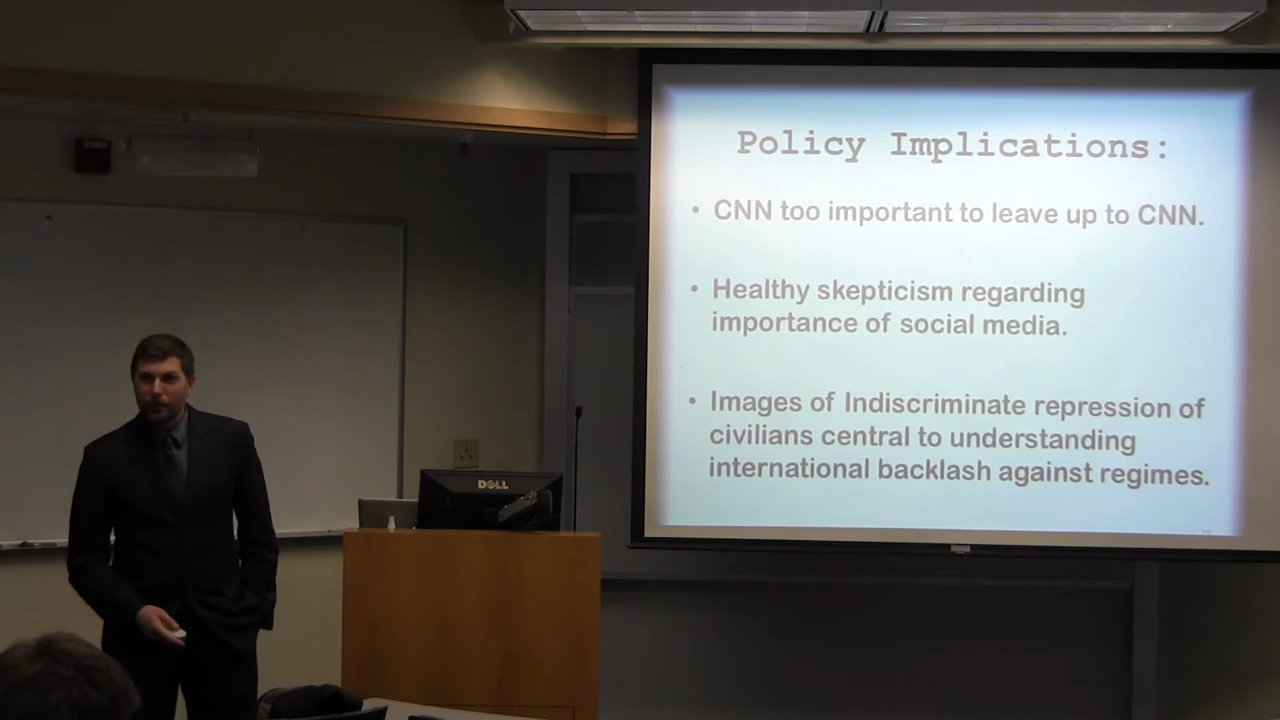 Policy Implications:
• CNN too important to leave up to CNN.
• Healthy skepticism regarding
importance of social media.
• Images of Indiscriminate repression of
civilians central to understanding
international backlash against regimes.
DELL